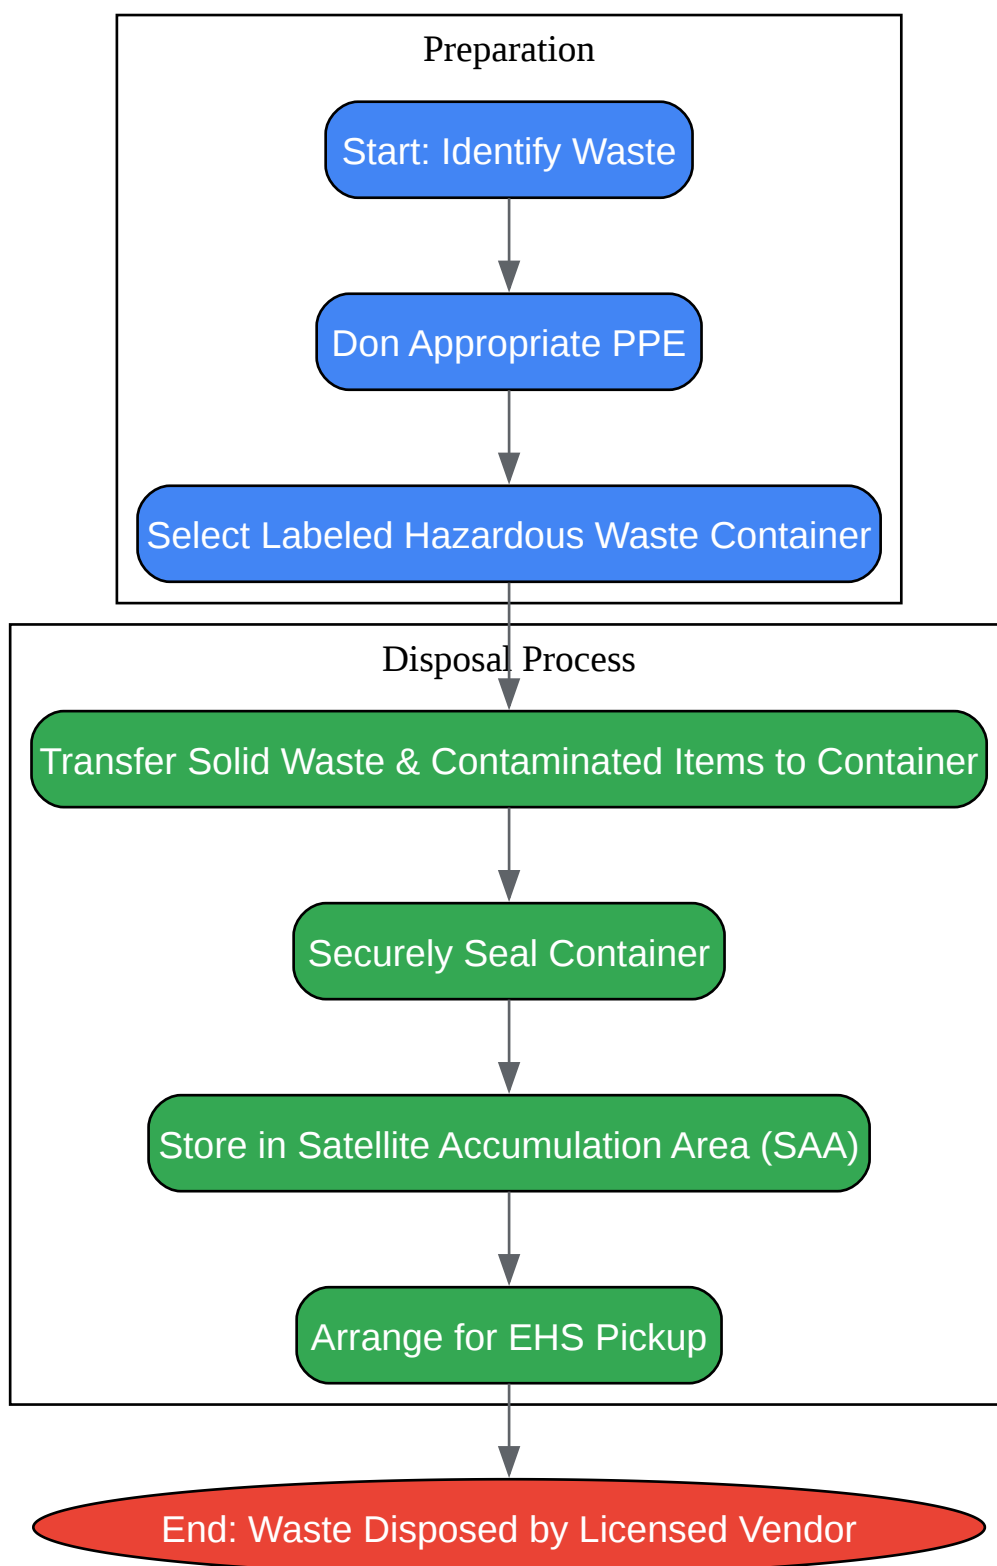 Preparation
Start: Identify Waste
Don Appropriate PPE
Select Labeled Hazardous Waste Container
Disposal Process
Transfer Solid Waste & Contaminated Items to Container
Securely Seal Container
Store in Satellite Accumulation Area (SAA)
Arrange for EHS Pickup
End: Waste Disposed by Licensed Vendor